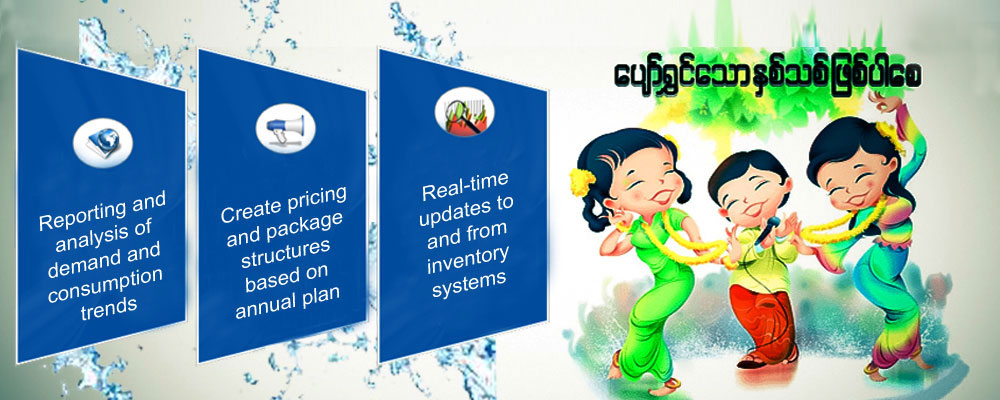 Reporting and
analysis of
demand and
consumption
trends
Create pricing
and package
structures
based on
annual plan
Real-time
updates to
and from
inventory
systems
ပျော်ရွှင်သောနှစ်သစ်ဖြစ်ပါစေ